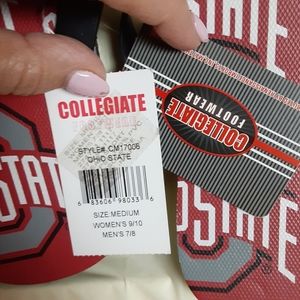 STATE
COLLEGIATE
STYLE#: CM17006
OHIO STATE
6 83606 98033 6
SIZE:MEDIUM
WOMEN'S 9/10
MEN'S 7/8
COLLEGIATE
FOOTWEAR
STATE
STATE